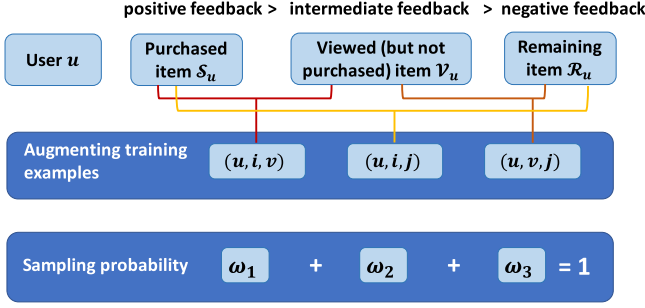 positive feedback > intermediate feedback > negative feedback
User u
Purchased
item 𝒮ᵤ
Viewed (but not
purchased) item 𝒱ᵤ
Remaining
item ℛᵤ
Augmenting training
examples
(u, i, v)
(u, i, j)
(u, v, j)
Sampling probability
ω₁ + ω₂ + ω₃ = 1